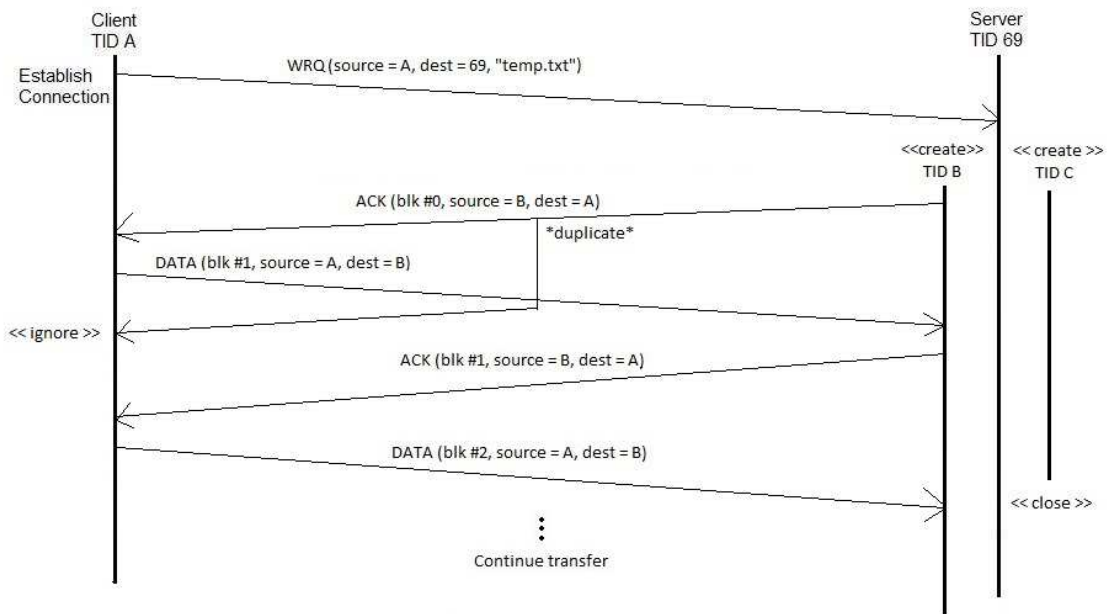 Client
TID A
Server
TID 69
Establish
Connection
WRQ (source = A, dest = 69, "temp.txt")
<<create>>
TID B
<< create >>
TID C
ACK (blk #0, source = B, dest = A)
*duplicate*
DATA (blk #1, source = A, dest = B)
<< ignore >>
ACK (blk #1, source = B, dest = A)
DATA (blk #2, source = A, dest = B)
<< close >>
Continue transfer